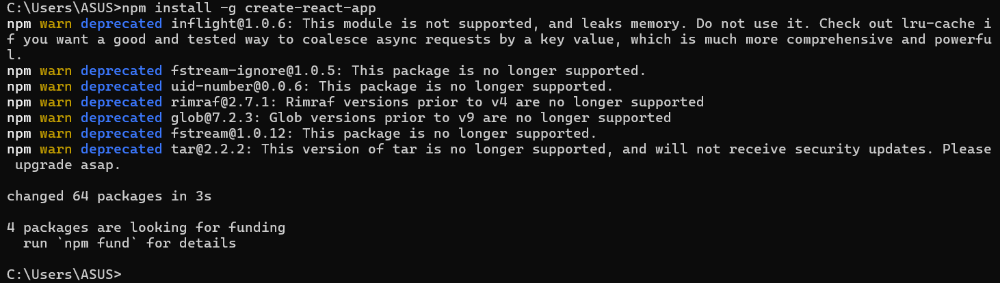 C:\Users\ASUS>npm install -g create-react-app
npm warn deprecated inflight@1.0.6: This module is not supported, and leaks memory. Do not use it. Check out lru-cache i
f you want a good and tested way to coalesce async requests by a key value, which is much more comprehensive and powerfu
l.
npm warn deprecated fstream-ignore@1.0.5: This package is no longer supported.
npm warn deprecated uid-number@0.0.6: This package is no longer supported.
npm warn deprecated rimraf@2.7.1: Rimraf versions prior to v4 are no longer supported
npm warn deprecated glob@7.2.3: Glob versions prior to v9 are no longer supported
npm warn deprecated fstream@1.0.12: This package is no longer supported.
npm warn deprecated tar@2.2.2: This version of tar is no longer supported, and will not receive security updates. Please
 upgrade asap.

changed 64 packages in 3s

4 packages are looking for funding
  run `npm fund` for details

C:\Users\ASUS>